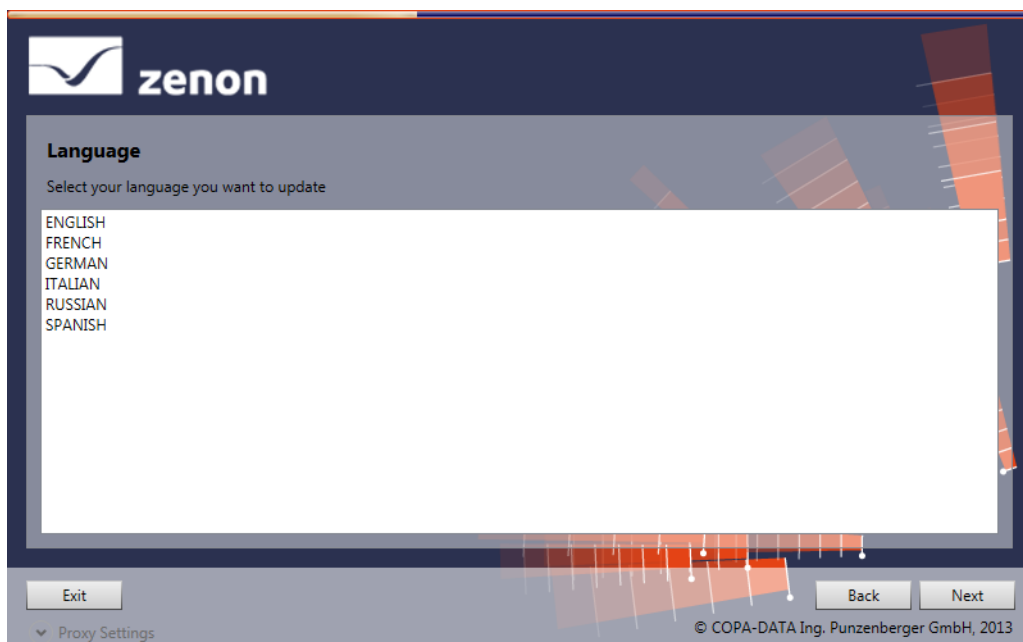 zenon
Language
Select your language you want to update
ENGLISH
FRENCH
GERMAN
ITALIAN
RUSSIAN
SPANISH
Exit
Back
Next
Proxy Settings
© COPA-DATA Ing. Punzenberger GmbH, 2013